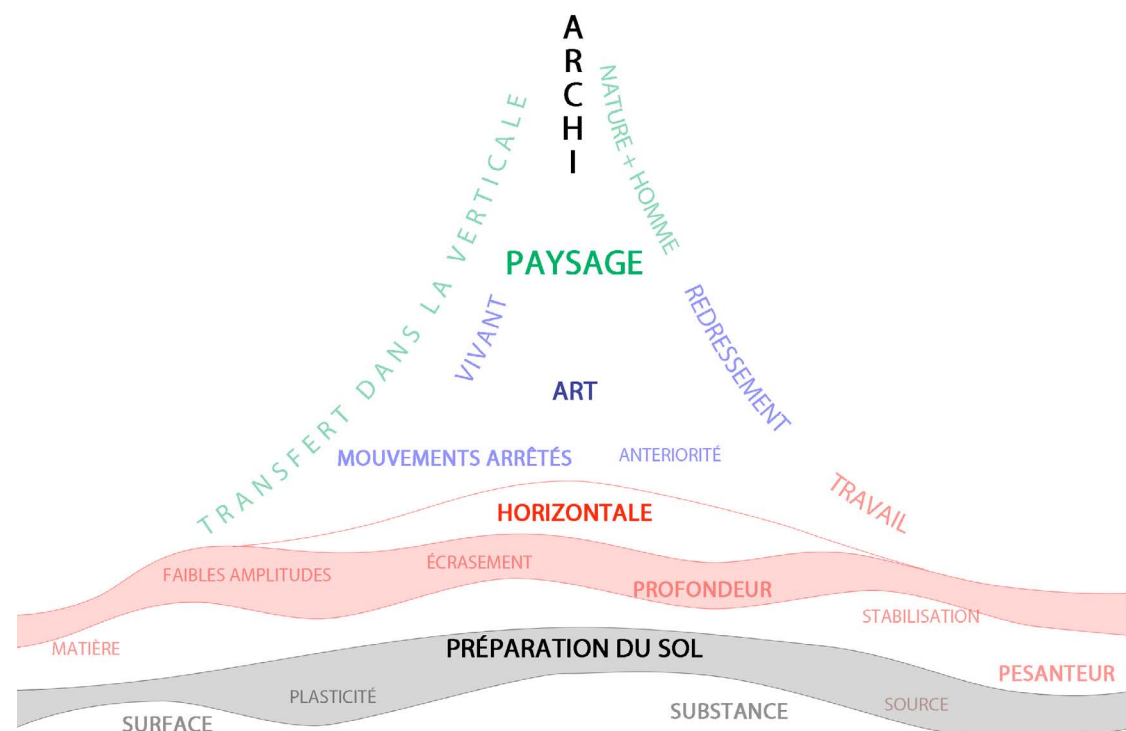 ARCHI
NATURE + HOMME
TRANSFERT DANS LA VERTICALE
PAYSAGE
VIVANT
REDRESSEMENT
ART
MOUVEMENTS ARRÊTÉS
ANTERIORITÉ
TRAVAIL
HORIZONTALE
ÉCRASEMENT
FAIBLES AMPLITUDES
PROFONDEUR
STABILISATION
MATIÈRE
PRÉPARATION DU SOL
PESANTEUR
PLASTICITÉ
SOURCE
SUBSTANCE
SURFACE